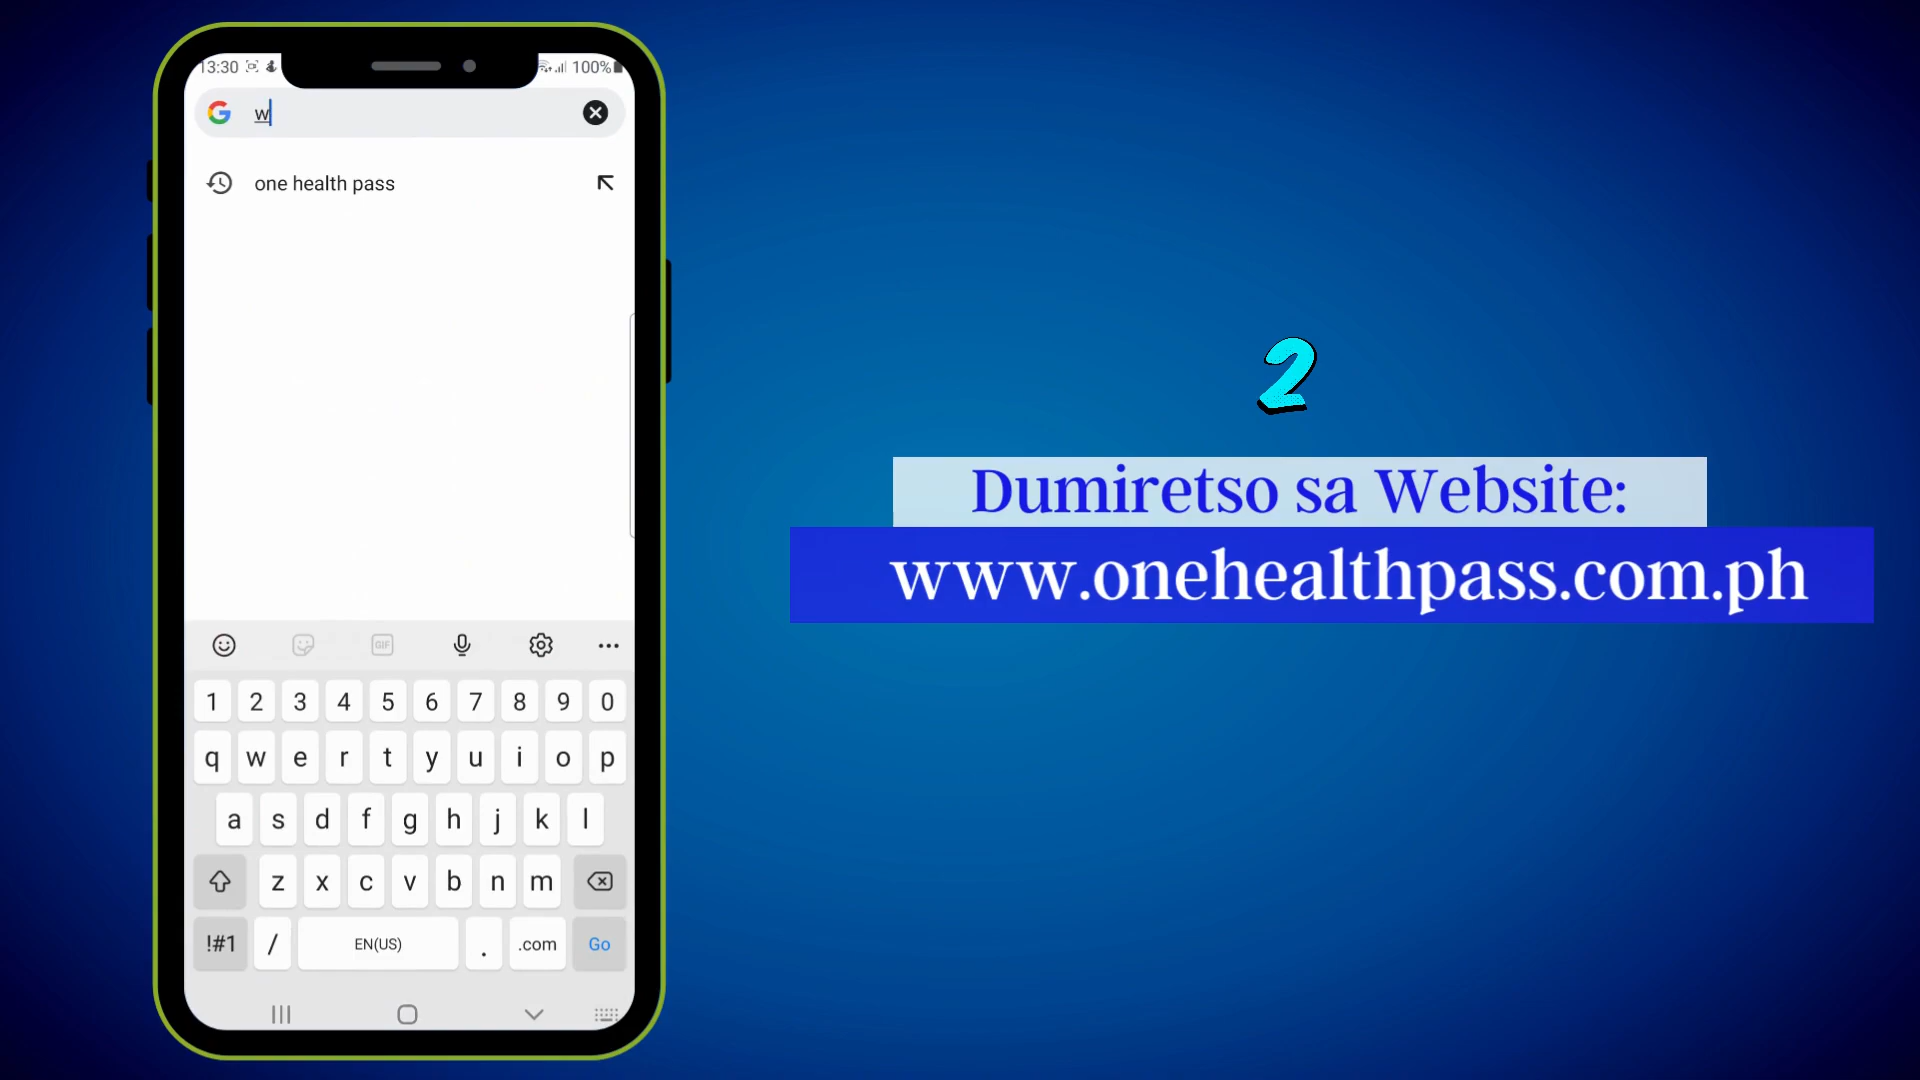 13:30
100%
w
one health pass
GIF
1 2 3 4 5 6 7 8 9 0
q w e r t y u i o p
a s d f g h j k l
z x c v b n m
!#1 / EN(US) . .com Go
2
Dumiretso sa Website:
www.onehealthpass.com.ph